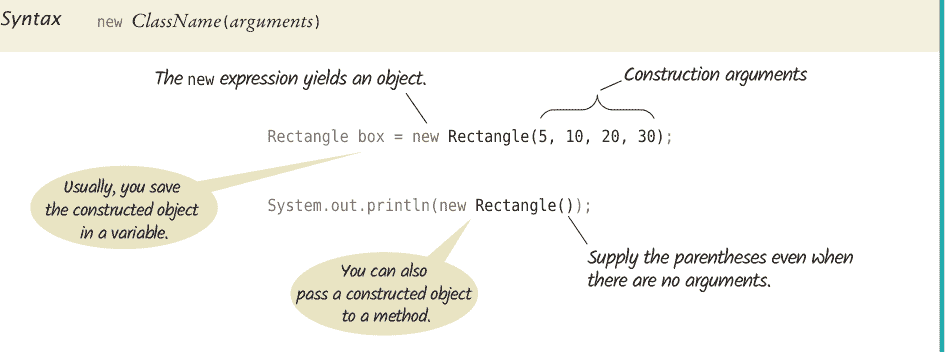 Syntax new ClassName(arguments)
The new expression yields an object.
Construction arguments
Rectangle box = new Rectangle(5, 10, 20, 30);
Usually, you save
the constructed object
in a variable.
System.out.println(new Rectangle());
You can also
pass a constructed object
to a method.
Supply the parentheses even when
there are no arguments.